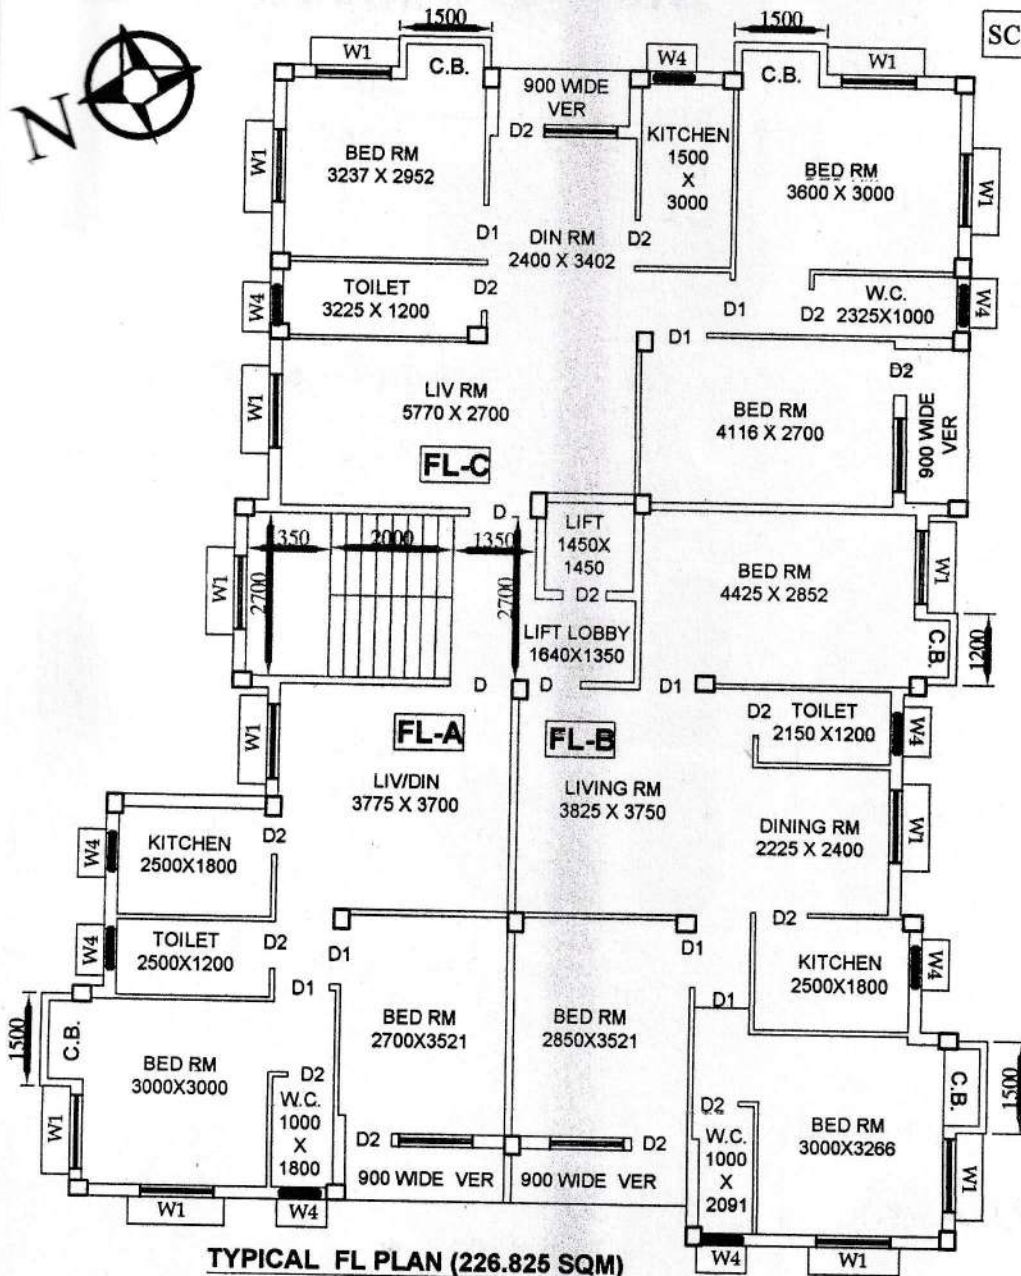 1500
1500
SC
N
W1
C.B.
W4
C.B.
W1
900 WIDE
VER
D2
KITCHEN
1500
X
3000
W1
BED RM
3237 X 2952
BED RM
3600 X 3000
W1
D1
DIN RM
2400 X 3402
D2
W4
TOILET
3225 X 1200
D2
W.C.
2325X1000
W4
D1
D2
D1
W1
LIV RM
5770 X 2700
BED RM
4116 X 2700
D2
900 WIDE
VER
FL-C
D
350
2000
1350
LIFT
1450X
1450
W1
2700
2700
D2
BED RM
4425 X 2852
W1
LIFT LOBBY
1640X1350
C.B.
1200
D
D
D1
W1
FL-A
FL-B
D2
TOILET
2150 X1200
W4
LIV/DIN
3775 X 3700
LIVING RM
3825 X 3750
DINING RM
2225 X 2400
W1
W4
KITCHEN
2500X1800
D2
W4
TOILET
2500X1200
D2
D1
D1
D2
KITCHEN
2500X1800
W4
D1
D1
1500
C.B.
BED RM
3000X3000
BED RM
2700X3521
BED RM
2850X3521
C.B.
1500
W1
D2
W.C.
1000
X
1800
D2
D2
D2
W.C.
1000
X
2091
BED RM
3000X3266
W1
900 WIDE VER
900 WIDE VER
W1
W4
W4
W1
TYPICAL FL PLAN (226.825 SQM)